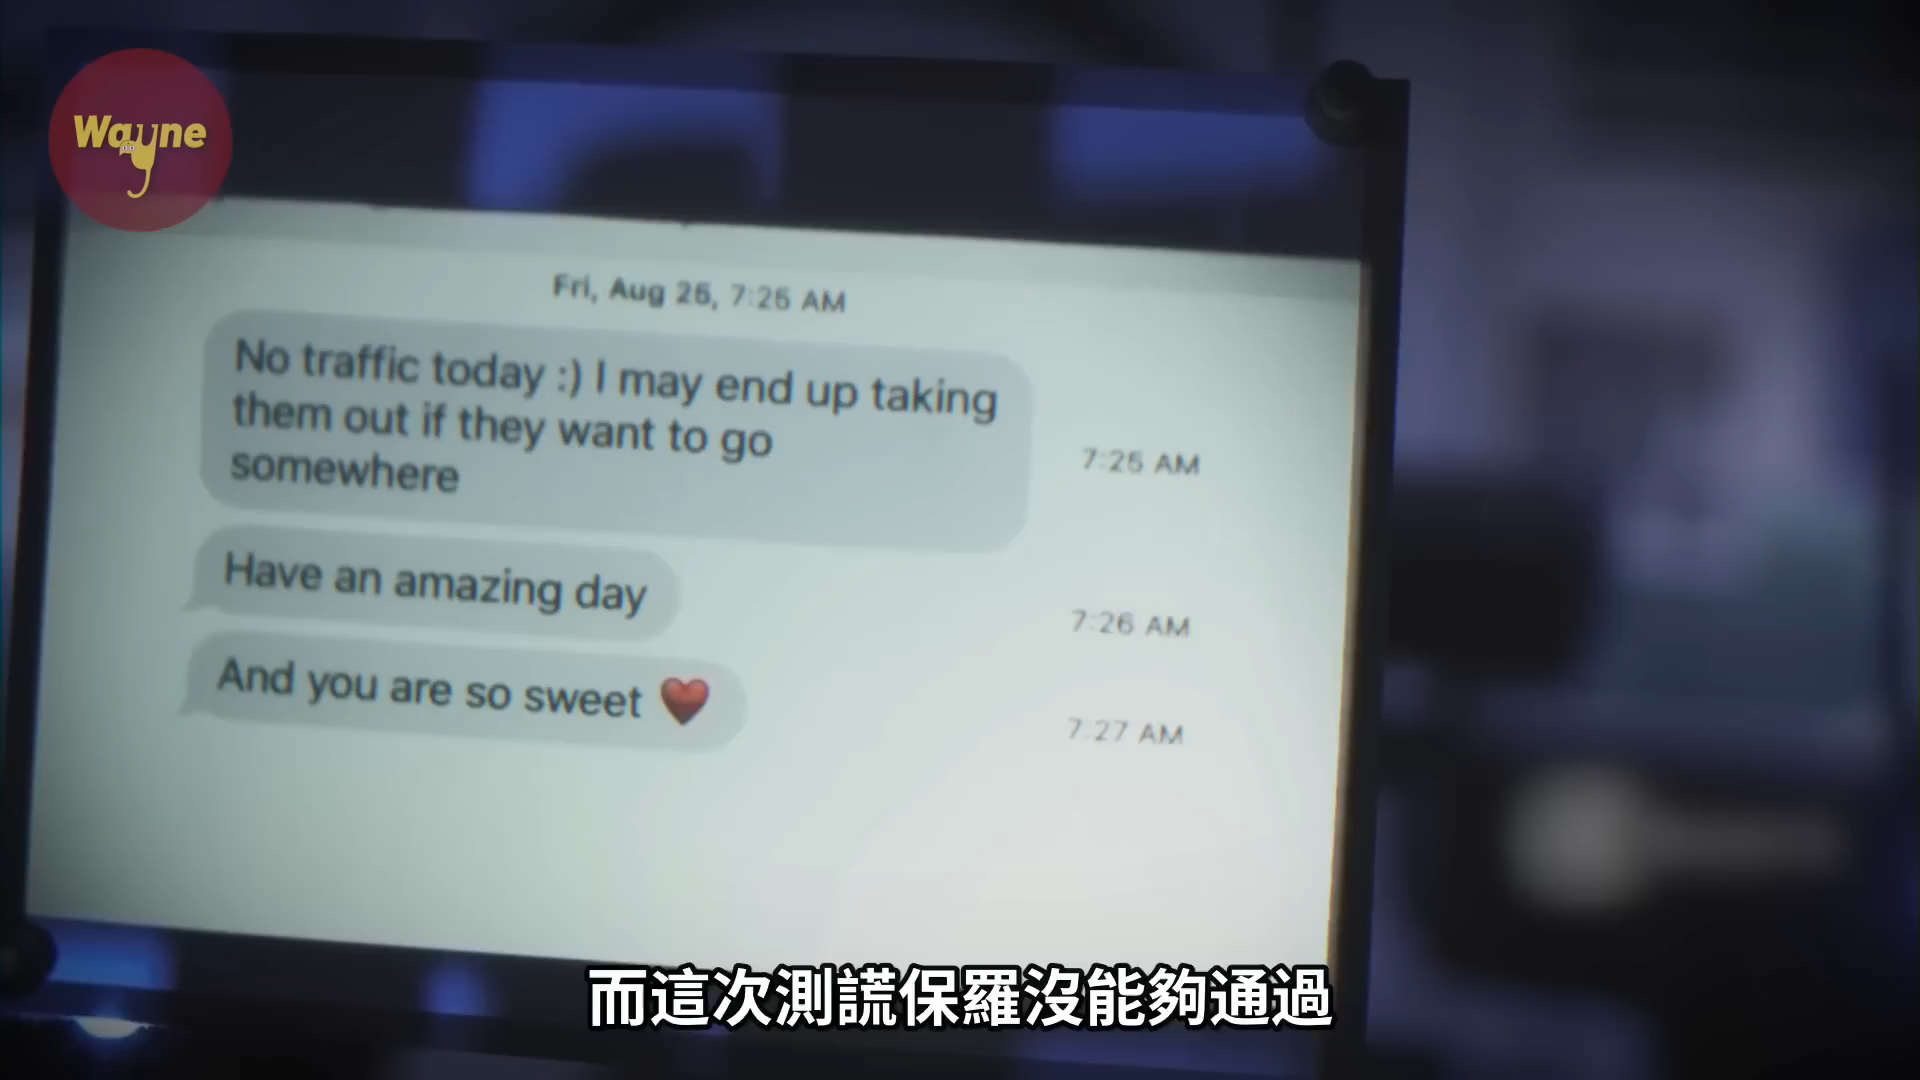 Wayne
Fri, Aug 25, 7:25 AM
No traffic today :) I may end up taking
them out if they want to go
somewhere
7:25 AM
Have an amazing day
7:26 AM
And you are so sweet ❤️
7:27 AM
而這次測謊保羅沒能夠通過